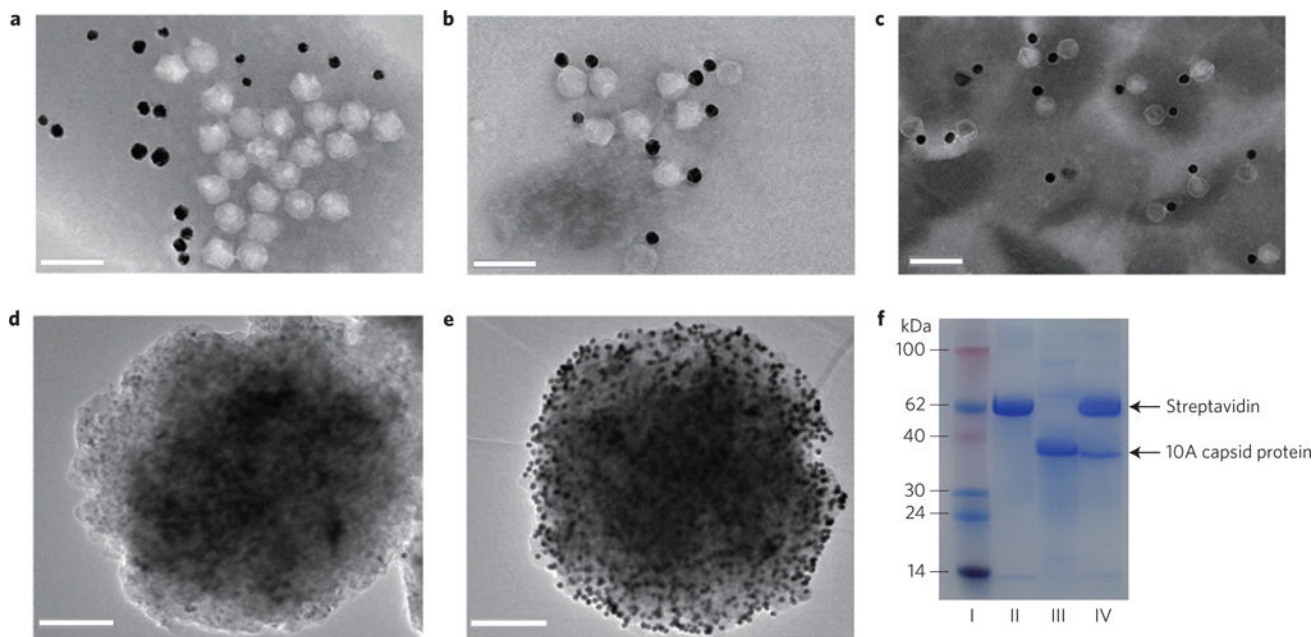 a
b
c
d
e
f
kDa
100
62
40
30
24
14
Streptavidin
10A capsid protein
I II III IV